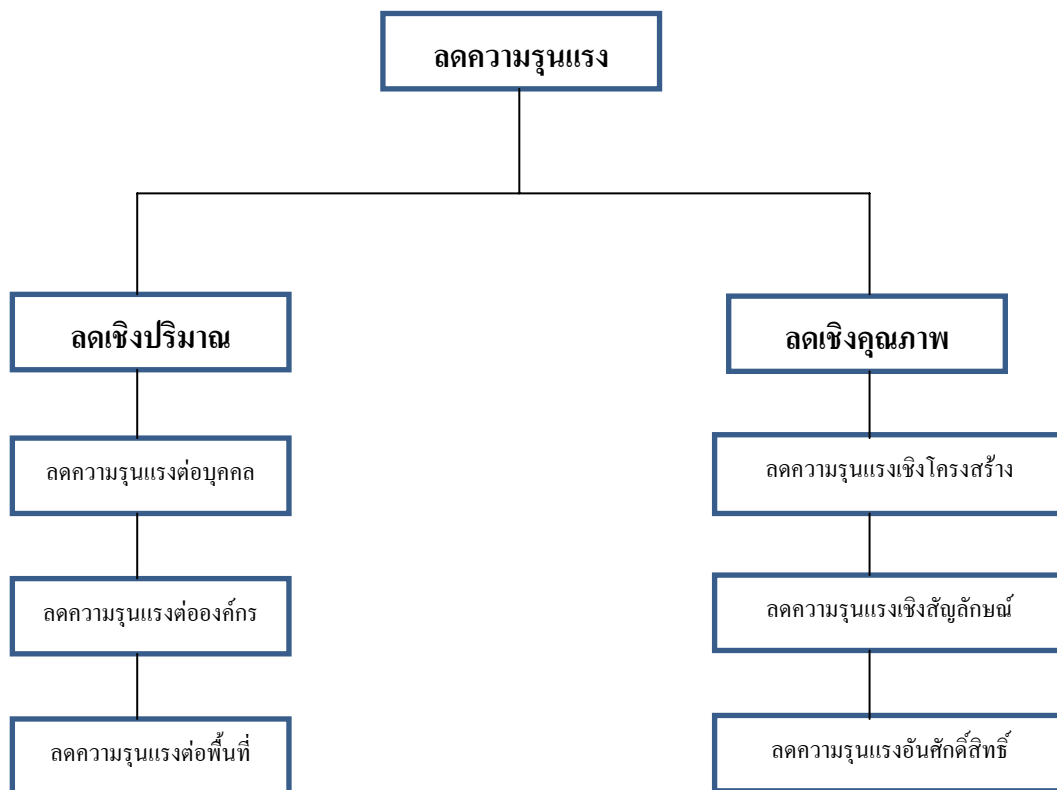 ลดความรุนแรง
ลดเชิงปริมาณ
ลดเชิงคุณภาพ
ลดความรุนแรงต่อบุคคล
ลดความรุนแรงเชิงโครงสร้าง
ลดความรุนแรงต่อองค์กร
ลดความรุนแรงเชิงสัญลักษณ์
ลดความรุนแรงต่อพื้นที่
ลดความรุนแรงอันศักดิ์สิทธิ์